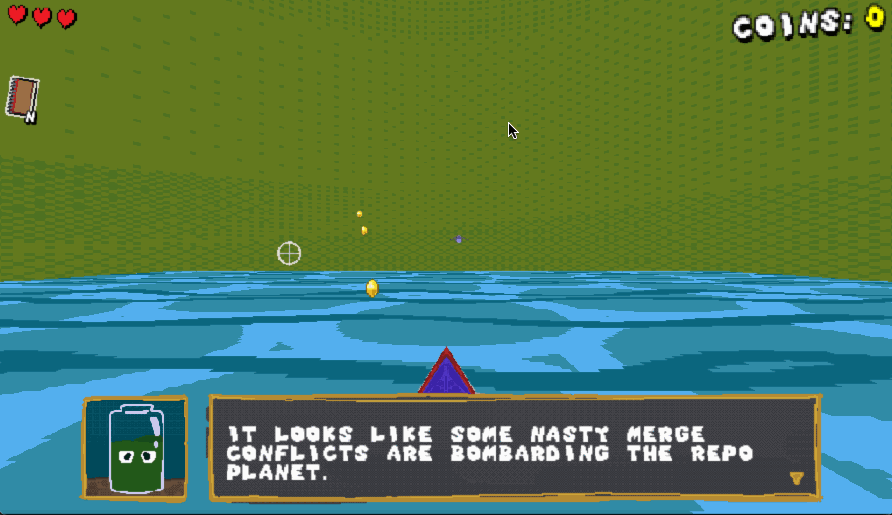 COINS: 0
N
IT LOOKS LIKE SOME NASTY MERGE
CONFLICTS ARE BOMBARDING THE REPO
PLANET.